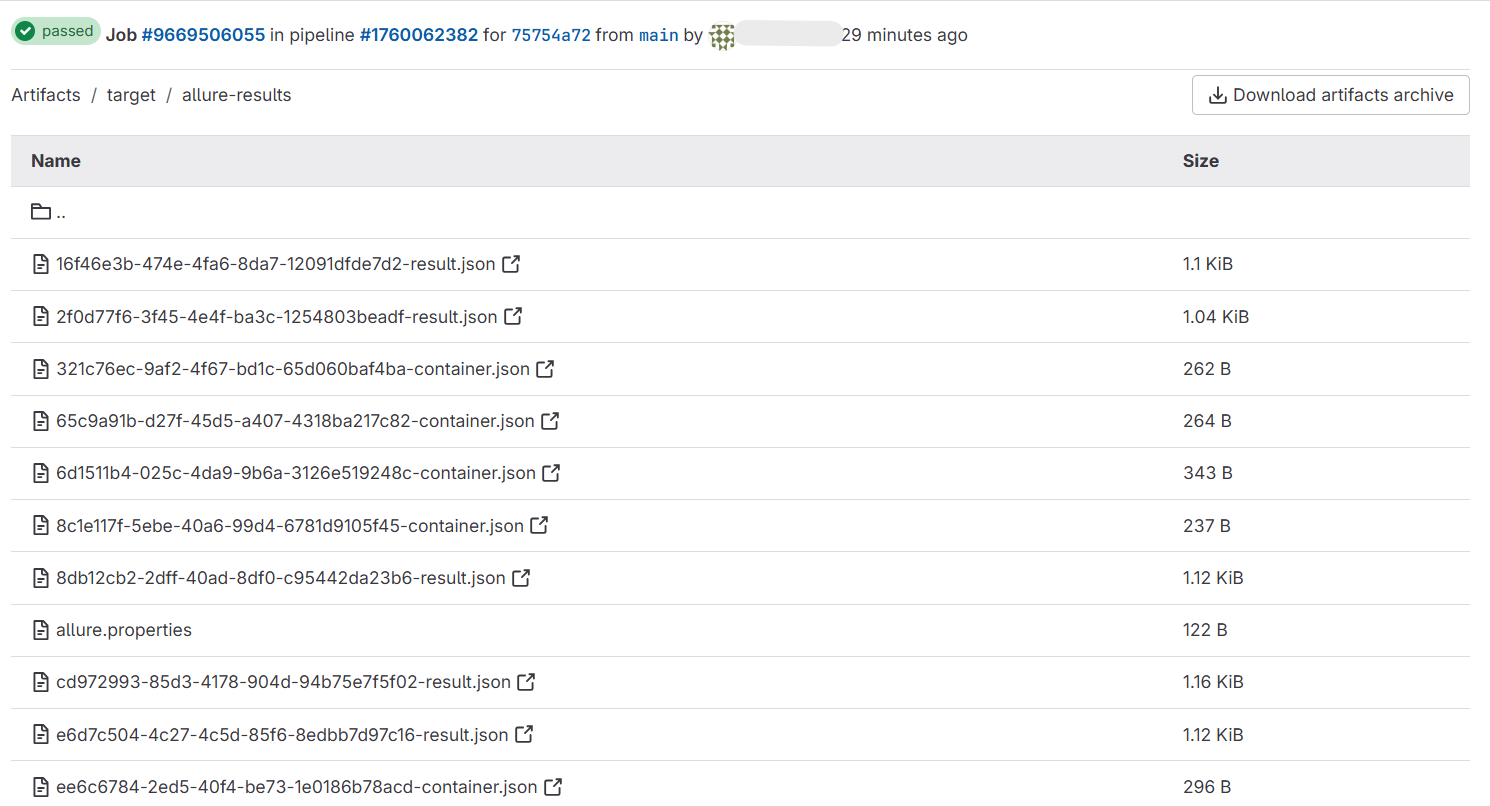 passed Job #9669506055 in pipeline #1760062382 for 75754a72 from main by 29 minutes ago
Artifacts / target / allure-results Download artifacts archive
Name Size
..
16f46e3b-474e-4fa6-8da7-12091dfde7d2-result.json 1.1 KiB
2f0d77f6-3f45-4e4f-ba3c-1254803beadf-result.json 1.04 KiB
321c76ec-9af2-4f67-bd1c-65d060baf4ba-container.json 262 B
65c9a91b-d27f-45d5-a407-4318ba217c82-container.json 264 B
6d1511b4-025c-4da9-9b6a-3126e519248c-container.json 343 B
8c1e117f-5ebe-40a6-99d4-6781d9105f45-container.json 237 B
8db12cb2-2dff-40ad-8df0-c95442da23b6-result.json 1.12 KiB
allure.properties 122 B
cd972993-85d3-4178-904d-94b75e7f5f02-result.json 1.16 KiB
e6d7c504-4c27-4c5d-85f6-8edbb7d97c16-result.json 1.12 KiB
ee6c6784-2ed5-40f4-be73-1e0186b78acd-container.json 296 B